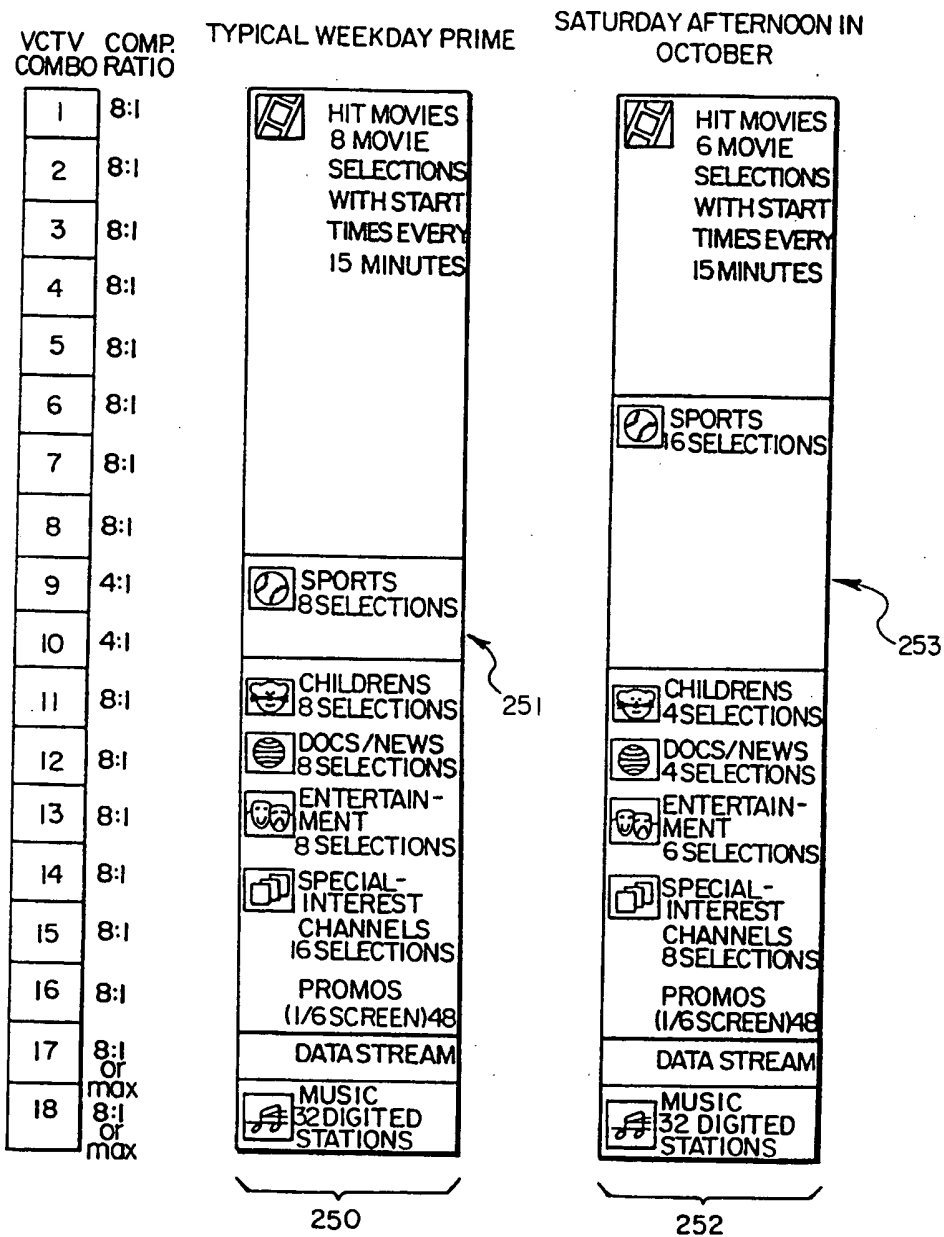 VCTV COMP.
COMBO RATIO
TYPICAL WEEKDAY PRIME
SATURDAY AFTERNOON IN
OCTOBER
1 8:1
2 8:1
3 8:1
4 8:1
5 8:1
6 8:1
7 8:1
8 8:1
9 4:1
10 4:1
11 8:1
12 8:1
13 8:1
14 8:1
15 8:1
16 8:1
17 8:1
or
max
18 8:1
or
max
HIT MOVIES
8 MOVIE
SELECTIONS
WITH START
TIMES EVERY
15 MINUTES
SPORTS
8 SELECTIONS
CHILDRENS
8 SELECTIONS
DOCS/NEWS
8 SELECTIONS
ENTERTAIN-
MENT
8 SELECTIONS
SPECIAL-
INTEREST
CHANNELS
16 SELECTIONS
PROMOS
(1/6 SCREEN) 48
DATA STREAM
MUSIC
32 DIGITED
STATIONS
251
250
HIT MOVIES
6 MOVIE
SELECTIONS
WITH START
TIMES EVERY
15 MINUTES
SPORTS
16 SELECTIONS
CHILDRENS
4 SELECTIONS
DOCS/NEWS
4 SELECTIONS
ENTERTAIN-
MENT
6 SELECTIONS
SPECIAL-
INTEREST
CHANNELS
8 SELECTIONS
PROMOS
(1/6 SCREEN) 48
DATA STREAM
MUSIC
32 DIGITED
STATIONS
253
252